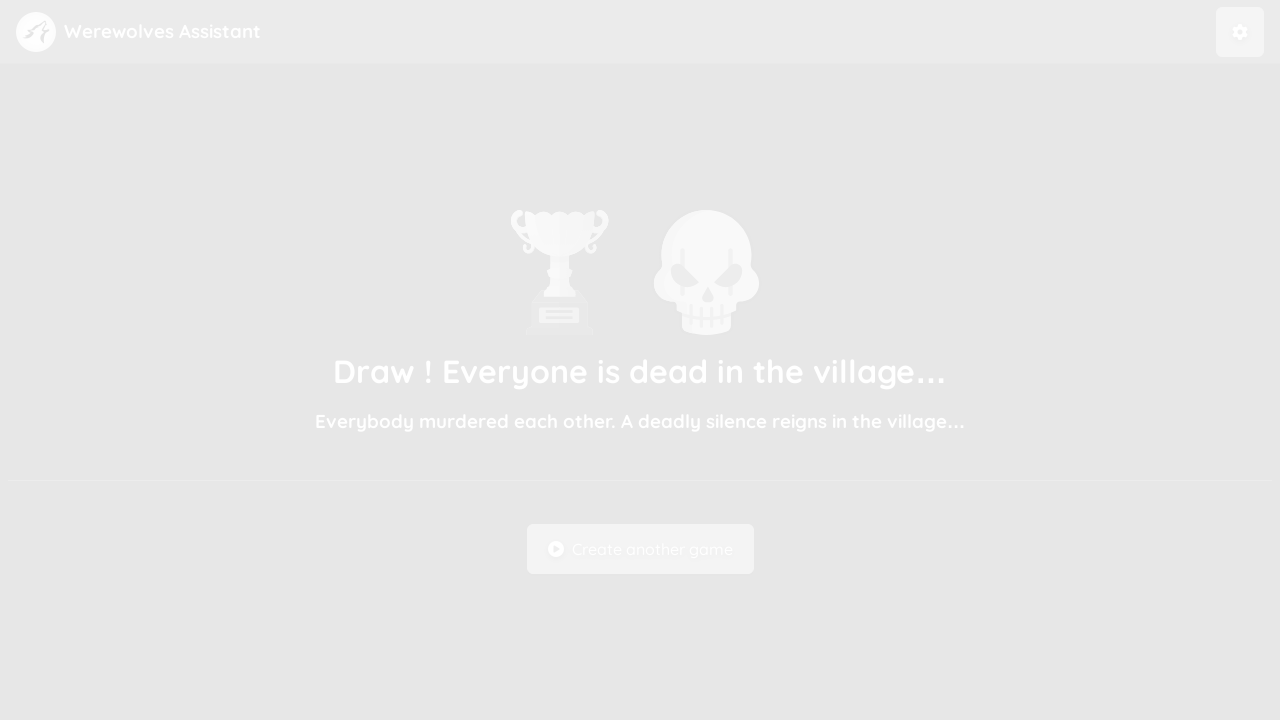 Werewolves Assistant
Draw ! Everyone is dead in the village...
Everybody murdered each other. A deadly silence reigns in the village...
Create another game